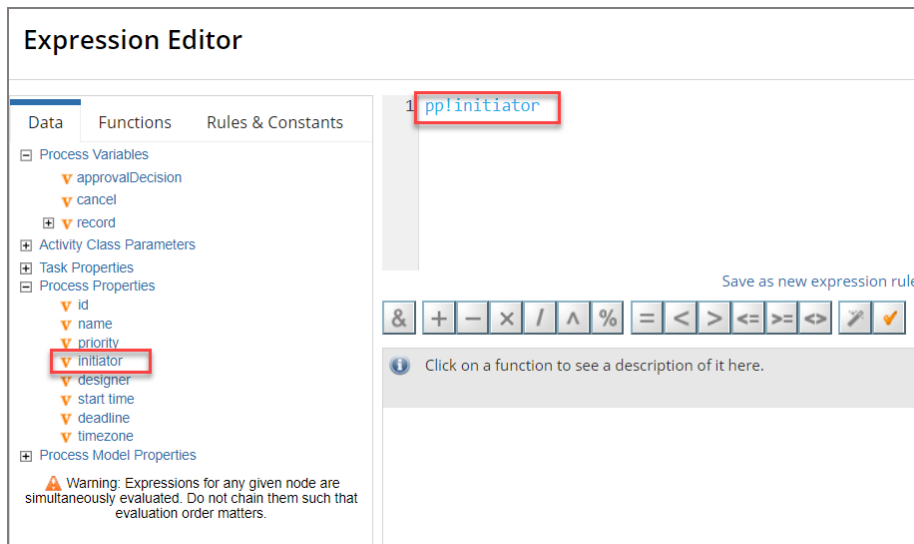 Expression Editor
Data Functions Rules & Constants
Process Variables
approvalDecision
cancel
record
Activity Class Parameters
Task Properties
Process Properties
id
name
priority
initiator
designer
start time
deadline
timezone
Process Model Properties
Warning: Expressions for any given node are
simultaneously evaluated. Do not chain them such that
evaluation order matters.
1 pp!initiator
Save as new expression rule
& + − × / ^ % = < > <= >= <>
Click on a function to see a description of it here.